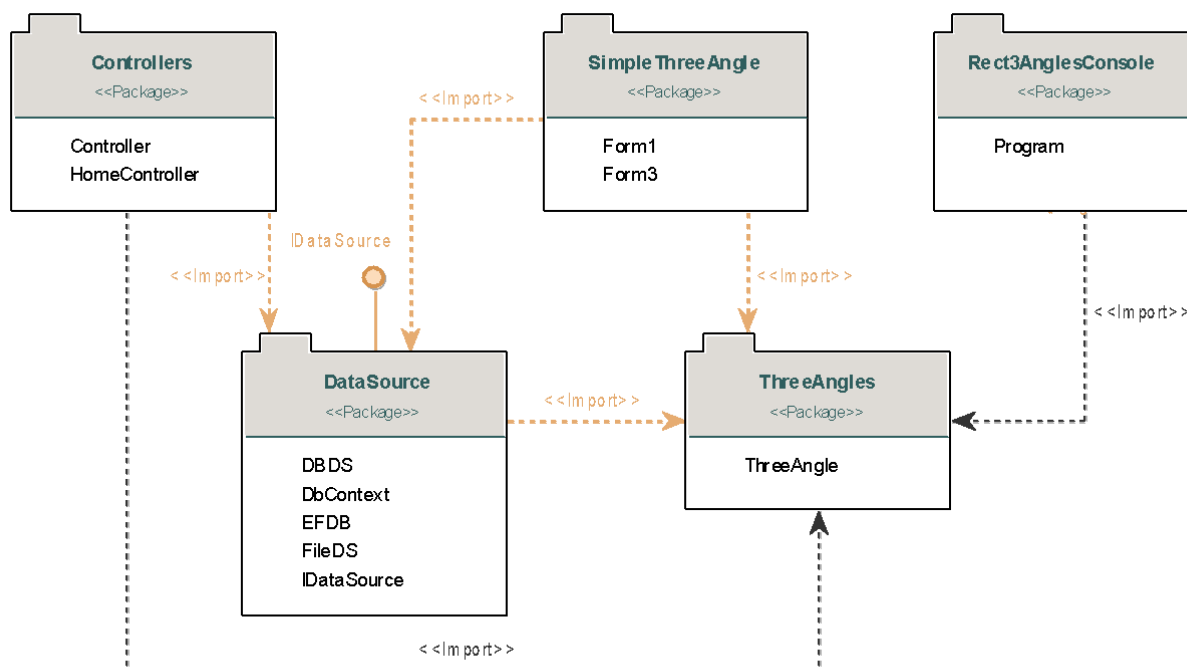 Controllers
<<Package>>
Controller
HomeController
SimpleThreeAngle
<<Package>>
Form1
Form3
Rect3AnglesConsole
<<Package>>
Program
<<Import>>
IDataSource
<<Import>>
<<Import>>
<<Import>>
DataSource
<<Package>>
DBDS
DbContext
EFDB
FileDS
IDataSource
<<Import>>
ThreeAngles
<<Package>>
ThreeAngle
<<Import>>